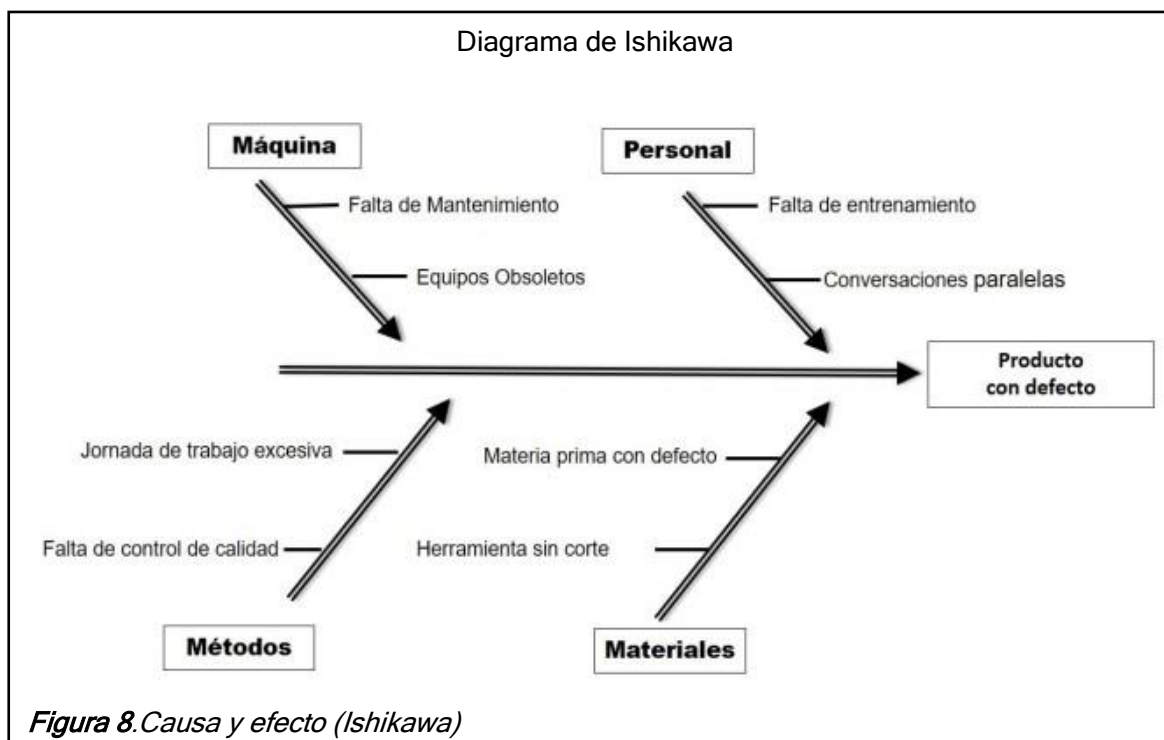 Diagrama de Ishikawa
Máquina
Personal
Falta de Mantenimiento
Falta de entrenamiento
Equipos Obsoletos
Conversaciones paralelas
Producto
con defecto
Jornada de trabajo excesiva
Materia prima con defecto
Falta de control de calidad
Herramienta sin corte
Métodos
Materiales
Figura 8.Causa y efecto (Ishikawa)